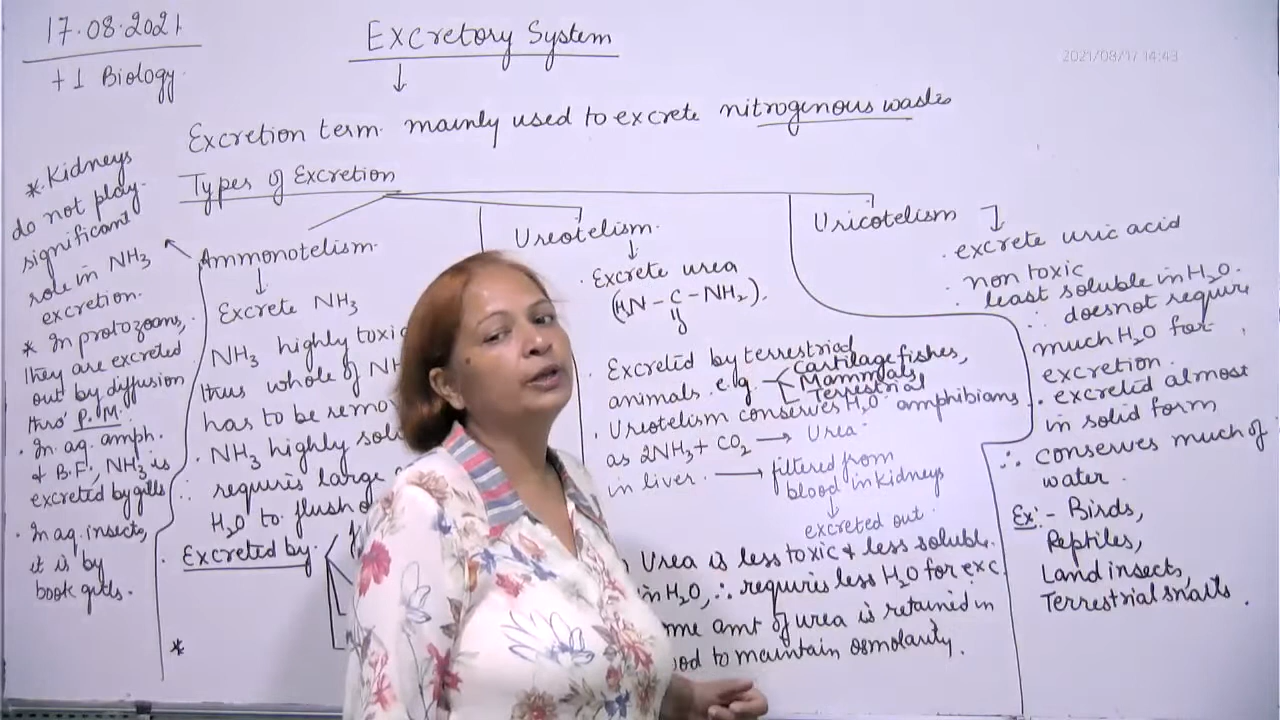 17.08.2021
+1 Biology
Excretory System
2021/08/17 14:43
Excretion term mainly used to excrete nitrogenous wastes
Types of Excretion
* Kidneys
do not play
significant
role in NH3
excretion.
* In protozoans,
they are excreted
out by diffusion
thro' P.M.
. In aq. amph.
& B.F., NH3 is
excreted by gills
. In aq. insects,
it is by
book gills.
Ammonotelism
↓
Excrete NH3
NH3 highly toxic
thus whole of NH
has to be remo
. NH3 highly sol
∴ requires large
H2O to flush
. Excreted by
*
Ureotelism
↓
. Excrete urea
(HN – C – NH2).
. Excreted by terrestrial
animals. e.g. Cartilage fishes,
Mammals,
Terrestrial
amphibians
. Ureotelism conserves H2O
as 2NH3 + CO2 → Urea
in liver. → filtered from
blood in kidneys
↓
excreted out.
Urea is less toxic & less soluble
in H2O, ∴ requires less H2O for exc.
me amt of urea is retained in
ood to maintain osmolarity.
Uricotelism
. excrete uric acid
non toxic
. least soluble in H2O.
∴ doesnot require
much H2O for
excretion.
. excreted almost
in solid form
∴ conserves much of
water.
Ex:- Birds,
Reptiles,
Land insects,
Terrestrial snails.